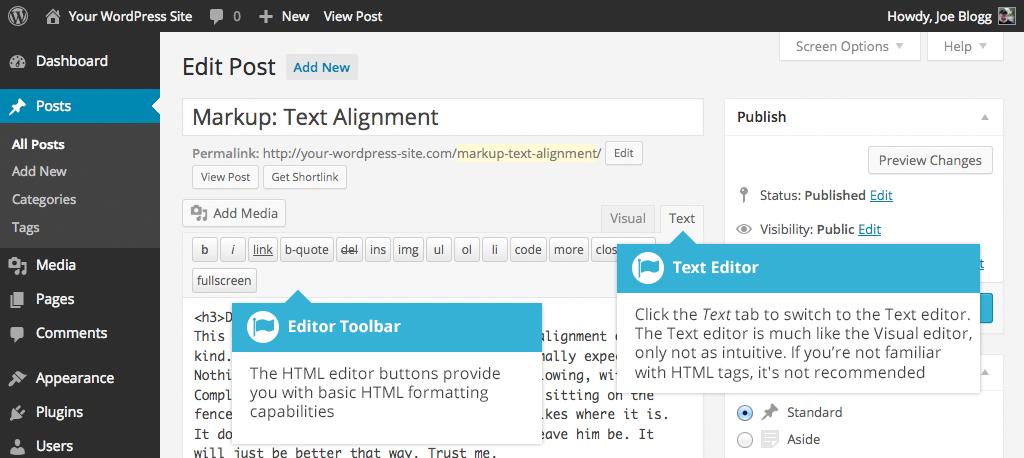 Your WordPress Site 0 New View Post Howdy, Joe Blogg
Screen Options Help
Dashboard
Posts
All Posts
Add New
Categories
Tags
Media
Pages
Comments
Appearance
Plugins
Users
Edit Post Add New
Markup: Text Alignment
Permalink: http://your-wordpress-site.com/markup-text-alignment/ Edit
View Post Get Shortlink
Add Media Visual Text
b i link b-quote del ins img ul ol li code more
fullscreen
Editor Toolbar
The HTML editor buttons provide
you with basic HTML formatting
capabilities
Text Editor
Click the Text tab to switch to the Text editor.
The Text editor is much like the Visual editor,
only not as intuitive. If you’re not familiar
with HTML tags, it's not recommended
<h3>
This
kind.
sitting on the
fence where it is.
It do him be. It
will just be better that way. Trust me.
Publish
Preview Changes
Status: Published Edit
Visibility: Public Edit
Standard
Aside